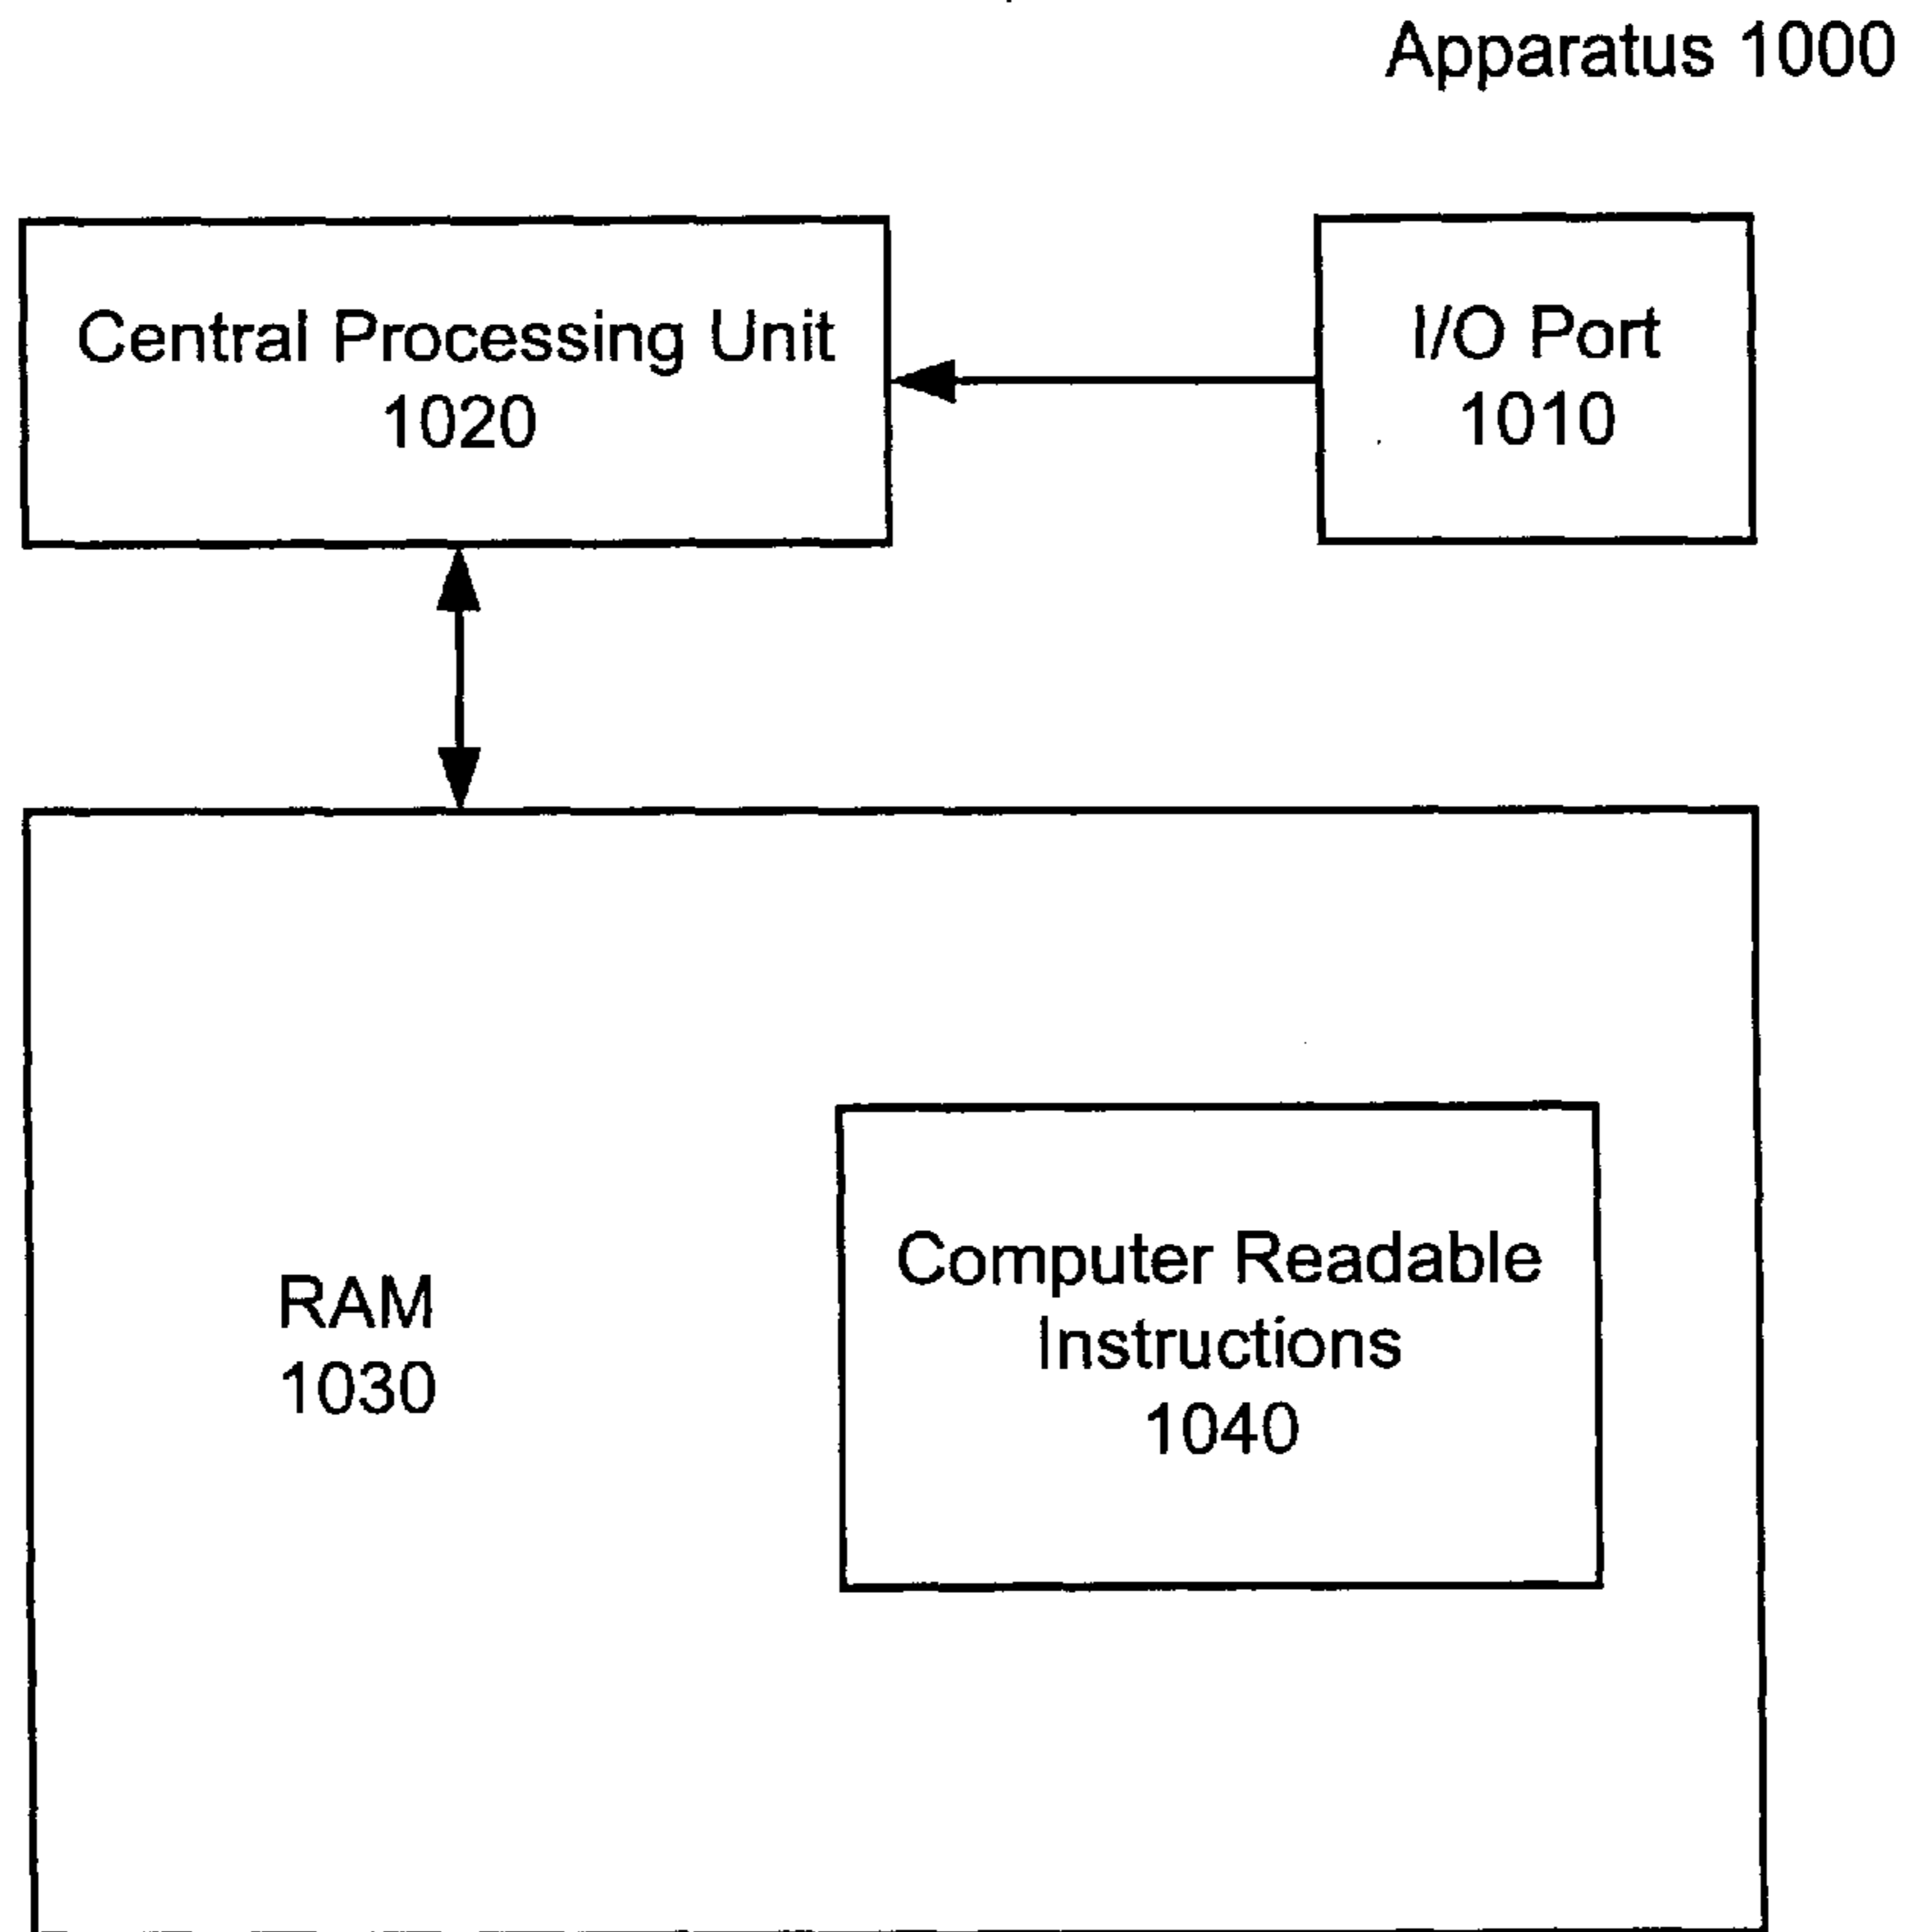 Apparatus 1000
Central Processing Unit
1020
I/O Port
1010
RAM
1030
Computer Readable
Instructions
1040